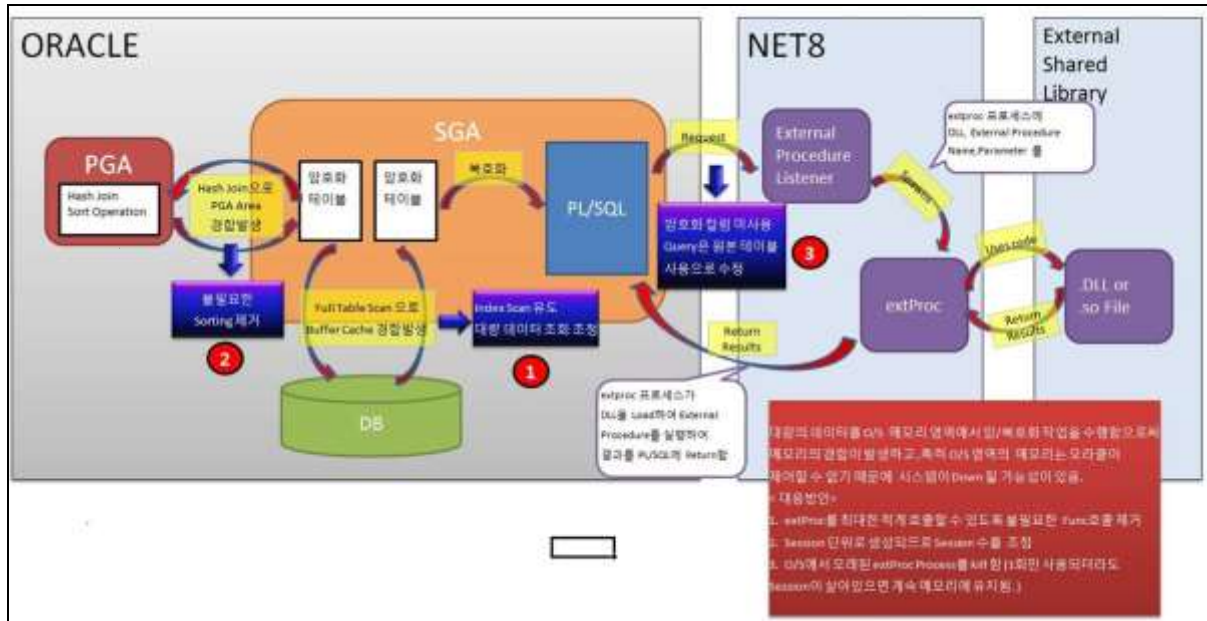 ORACLE
PGA
Hash Join
Sort Operation
Hash Join으로
PGA Area
경합발생
불필요한
Sorting 제거
2
SGA
암호화
테이블
암호화
테이블
복호화
PL/SQL
Full Table Scan 으로
Buffer Cache 경합발생
Index Scan 유도
대량 데이터 조회 조정
1
DB
NET8
Request
External
Procedure
Listener
암호화 컬럼 미사용
Query은 원본 테이블
사용으로 수정
3
extproc 프로세스에
DLL, External Procedure
Name,Parameter 를
extProc
Return
Results
extproc 프로세스가
DLL을 Load하여 External
Procedure를 실행하여
결과를 PL/SQL에 Return함
External
Shared
Library
Uses code
Return
Results
.DLL or
.so File
대량의 데이터를 O/S 메모리 영역에서 암/복호화 작업을 수행함으로써
메모리의 경합이 발생하고, 특히 O/S 영역의 메모리는 오라클이
제어할 수 없기 때문에 시스템이 Down 될 가능성이 있음.
< 대응방안>
1. extProc를 최대한 적게 호출할 수 있도록 불필요한 Func호출 제거
2. Session 단위로 생성되므로 Session 수를 조정
3. O/S에서 오래된 extProc Process를 kill 함 (1회만 사용되더라도
Session이 살아있으면 계속 메모리에 유지됨.)